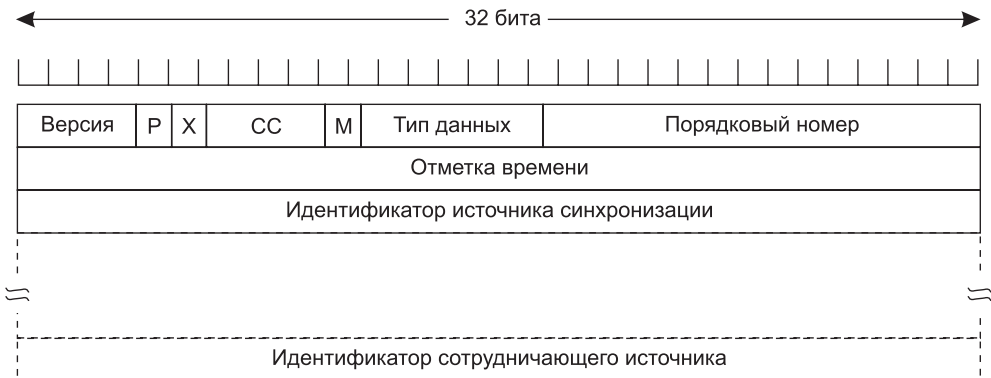 32 бита
Версия P X CC M Тип данных Порядковый номер
Отметка времени
Идентификатор источника синхронизации
Идентификатор сотрудничающего источника